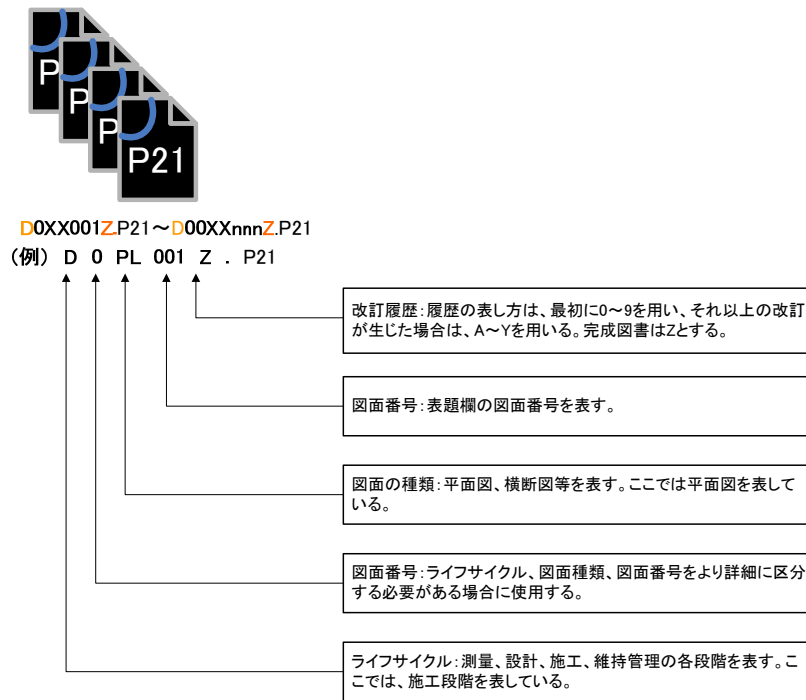 P
P
P
P21
D0XX001Z.P21～D00XXnnnZ.P21
(例) D 0 PL 001 Z . P21
改訂履歴：履歴の表し方は、最初に0～9を用い、それ以上の改訂
が生じた場合は、A～Yを用いる。完成図書はZとする。
図面番号：表題欄の図面番号を表す。
図面の種類：平面図、横断図等を表す。ここでは平面図を表して
いる。
図面番号：ライフサイクル、図面種類、図面番号をより詳細に区分
する必要がある場合に使用する。
ライフサイクル：測量、設計、施工、維持管理の各段階を表す。こ
こでは、施工段階を表している。